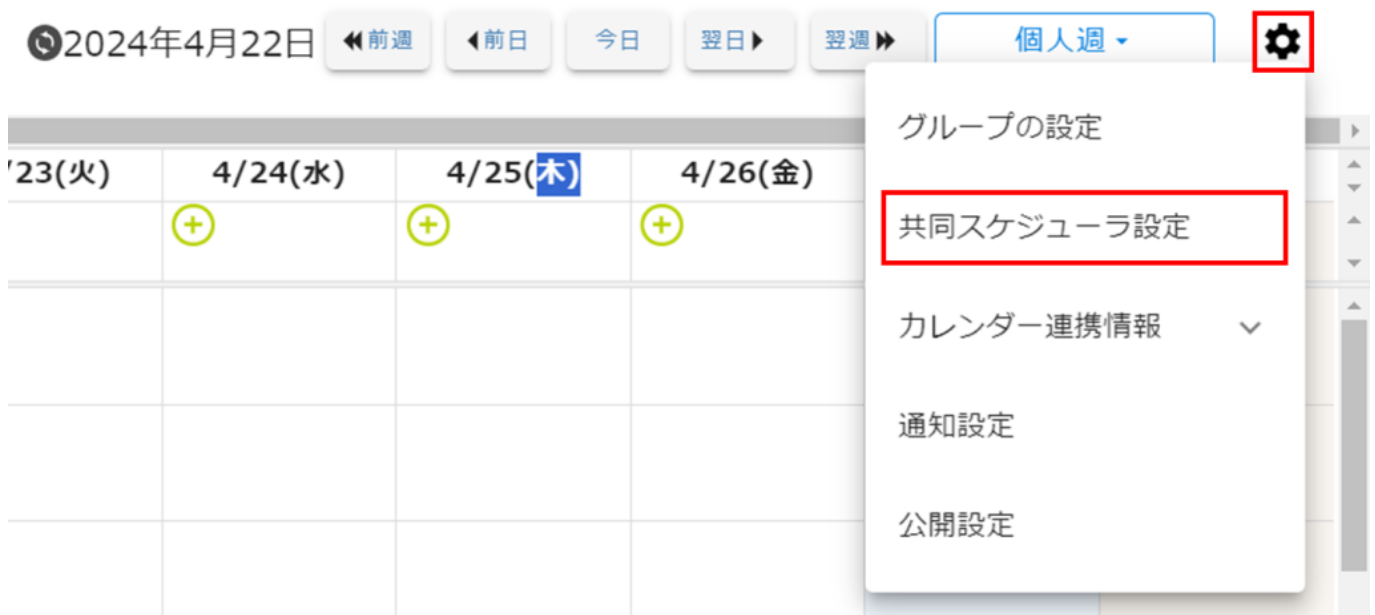 2024年4月22日 前週 前日 今日 翌日 翌週 個人週
/23(火) 4/24(水) 4/25(木) 4/26(金)
グループの設定
共同スケジューラ設定
カレンダー連携情報
通知設定
公開設定